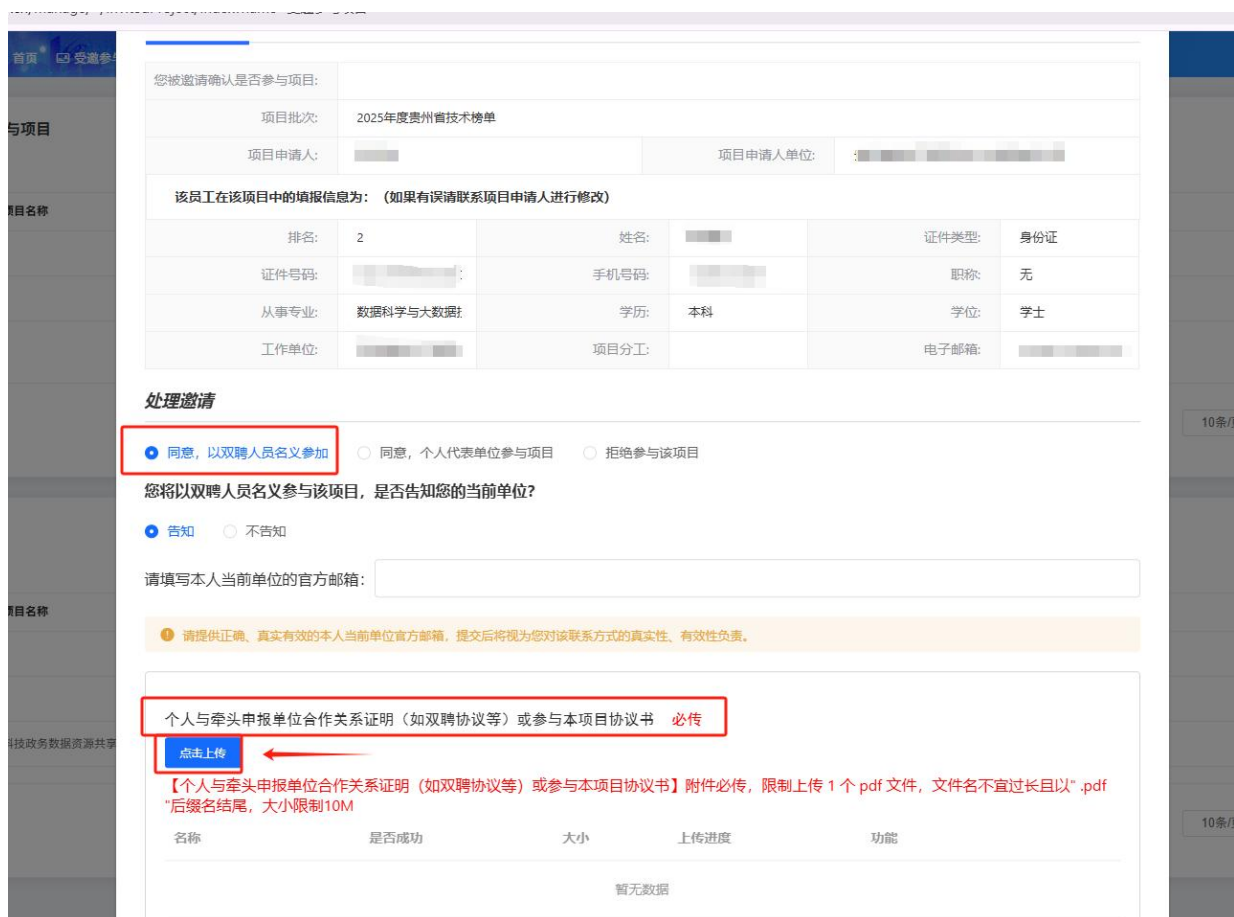 首页 受邀参与
您被邀请确认是否参与项目:
项目批次: 2025年度贵州省技术榜单
与项目
项目申请人: 项目申请人单位:
该员工在该项目中的填报信息为：（如果有误请联系项目申请人进行修改）
项目名称
排名: 2 姓名: 证件类型: 身份证
证件号码: 手机号码: 职称: 无
从事专业: 数据科学与大数据技 学历: 本科 学位: 学士
工作单位: 项目分工: 电子邮箱:
处理邀请
10条/页
同意，以双聘人员名义参加 同意，个人代表单位参与项目 拒绝参与该项目
您将以双聘人员名义参与该项目，是否告知您的当前单位？
告知 不告知
请填写本人当前单位的官方邮箱：
项目名称
请提供正确、真实有效的本人当前单位官方邮箱，提交后将视为您对该联系方式的真实性、有效性负责。
个人与牵头申报单位合作关系证明（如双聘协议等）或参与本项目协议书 必传
科技政务数据资源共享
点击上传
【个人与牵头申报单位合作关系证明（如双聘协议等）或参与本项目协议书】附件必传，限制上传 1 个 pdf 文件，文件名不宜过长且以" .pdf
"后缀名结尾，大小限制10M
10条/页
名称 是否成功 大小 上传进度 功能
暂无数据